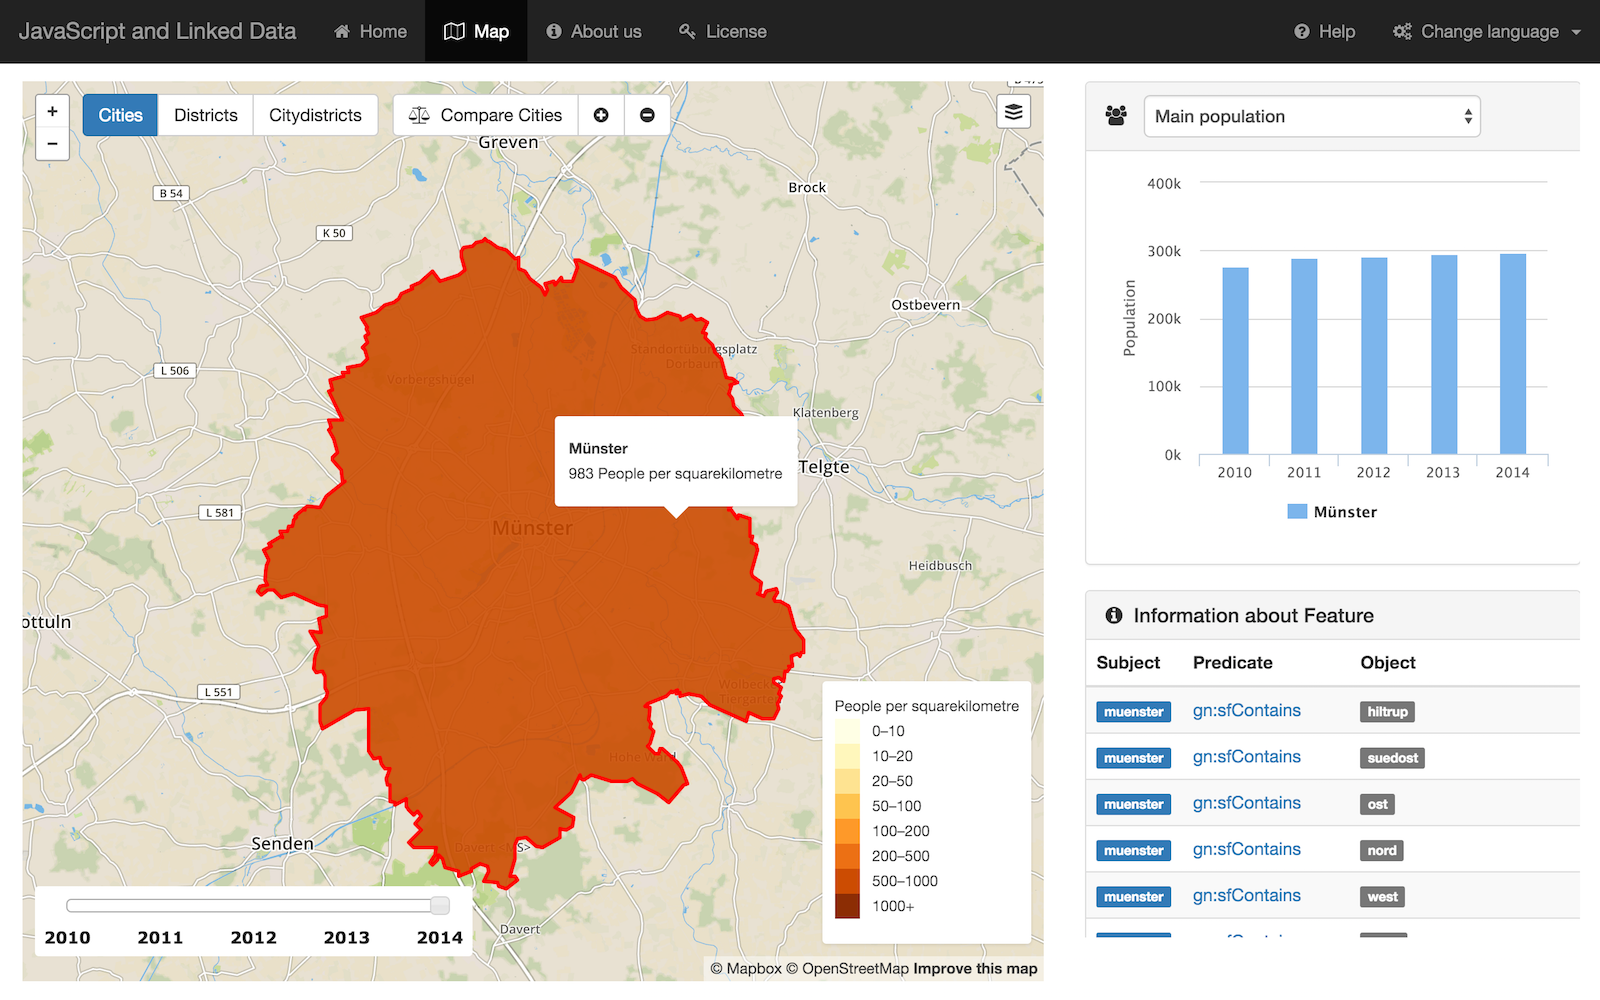 JavaScript and Linked Data Home Map About us License Help Change language
+
−
Cities Districts Citydistricts Compare Cities
Greven
Brock
B 54
K 50
Ostbevern
Standortübungsplatz
Dorbaum
L 506
Vorbergshügel
Klatenberg
Münster
983 People per squarekilometre
Telgte
L 581
Münster
Heidbusch
ottuln
L 551
Wolbecker
Tiergarten
Hohe Ward
Senden
Davert <MS>
Davert
People per squarekilometre
0–10
10–20
20–50
50–100
100–200
200–500
500–1000
1000+
2010 2011 2012 2013 2014
© Mapbox © OpenStreetMap Improve this map
Main population
400k
300k
200k
100k
0k
Population
2010 2011 2012 2013 2014
Münster
Information about Feature
Subject Predicate Object
muenster gn:sfContains hiltrup
muenster gn:sfContains suedost
muenster gn:sfContains ost
muenster gn:sfContains nord
muenster gn:sfContains west